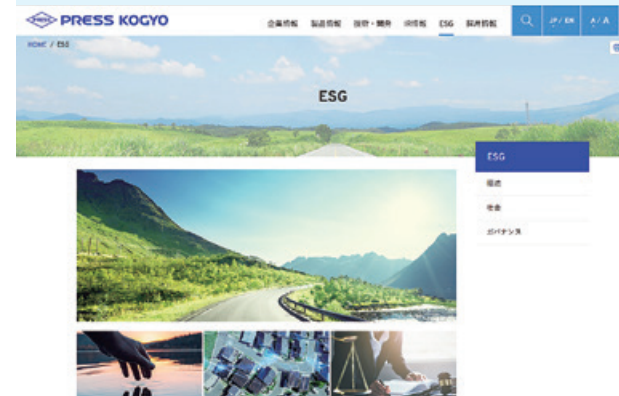 PRESS KOGYO
企業情報 製造情報 技術・開発 IR情報 ESG 採用情報 JP / EN A / A
HOME / ESG
ESG
ESG
環境
社会
ガバナンス